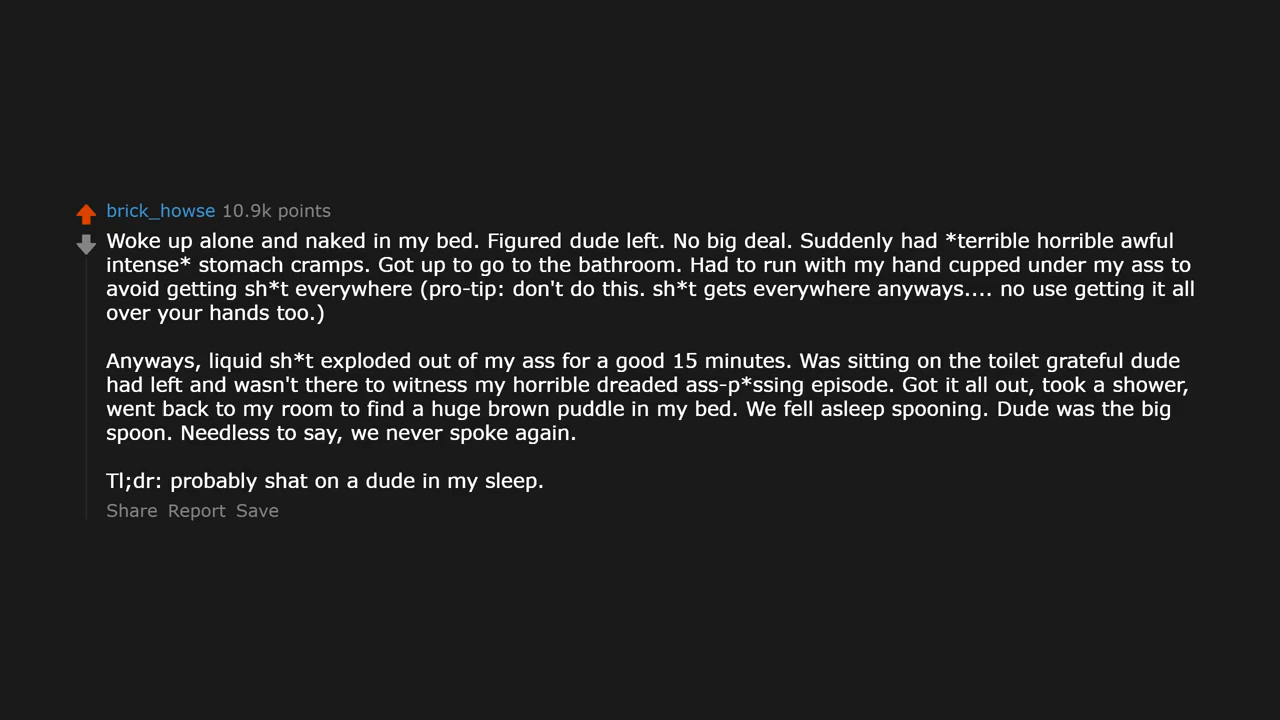 brick_howse 10.9k points
Woke up alone and naked in my bed. Figured dude left. No big deal. Suddenly had *terrible horrible awful
intense* stomach cramps. Got up to go to the bathroom. Had to run with my hand cupped under my ass to
avoid getting sh*t everywhere (pro-tip: don't do this. sh*t gets everywhere anyways.... no use getting it all
over your hands too.)
Anyways, liquid sh*t exploded out of my ass for a good 15 minutes. Was sitting on the toilet grateful dude
had left and wasn't there to witness my horrible dreaded ass-p*ssing episode. Got it all out, took a shower,
went back to my room to find a huge brown puddle in my bed. We fell asleep spooning. Dude was the big
spoon. Needless to say, we never spoke again.
Tl;dr: probably shat on a dude in my sleep.
Share Report Save